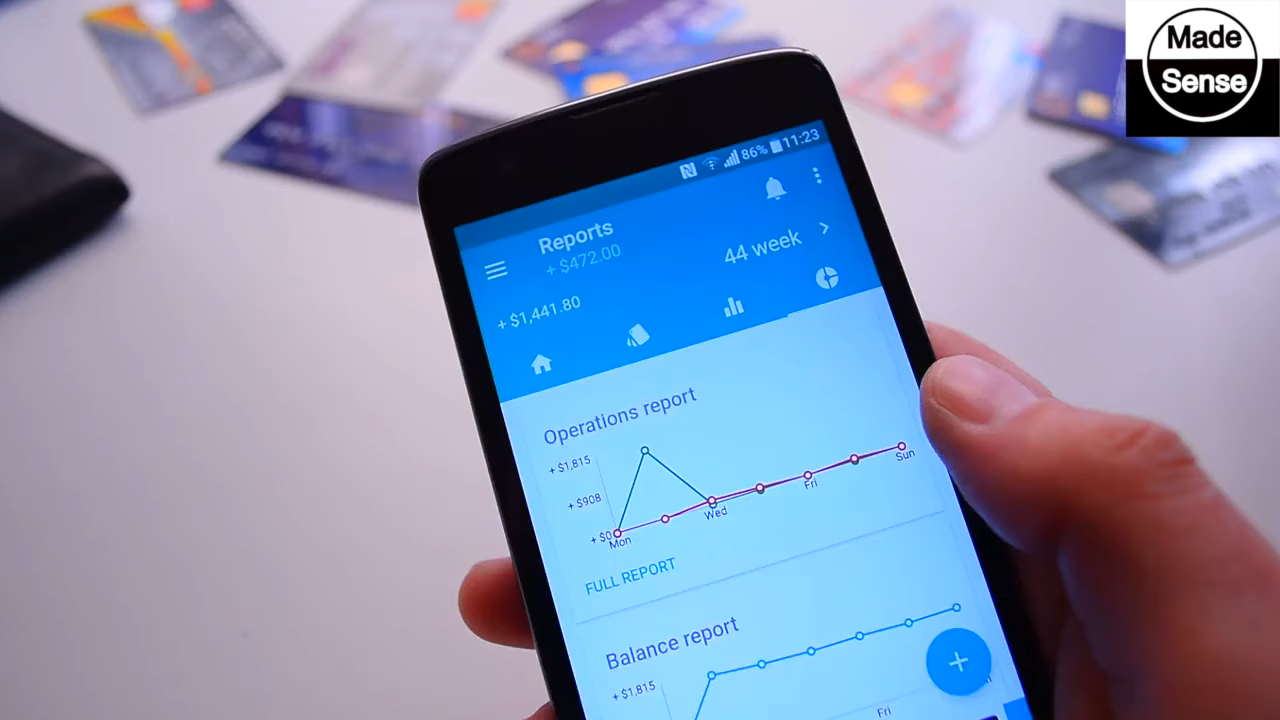 Made
Sense
86% 11:23
Reports
+ $472.00
44 week
+ $1,441.80
Operations report
+ $1,815
+ $908
+ $0
Mon
Wed
Fri
Sun
FULL REPORT
Balance report
+ $1,815
Fri
+